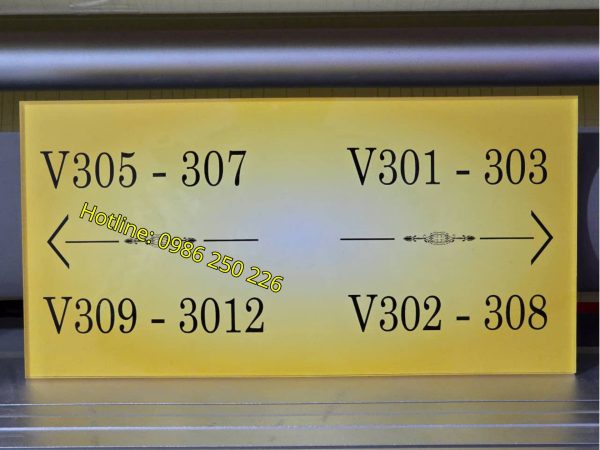 V305 - 307
V301 - 303
Hotline: 0986 250 226
V309 - 3012
V302 - 308